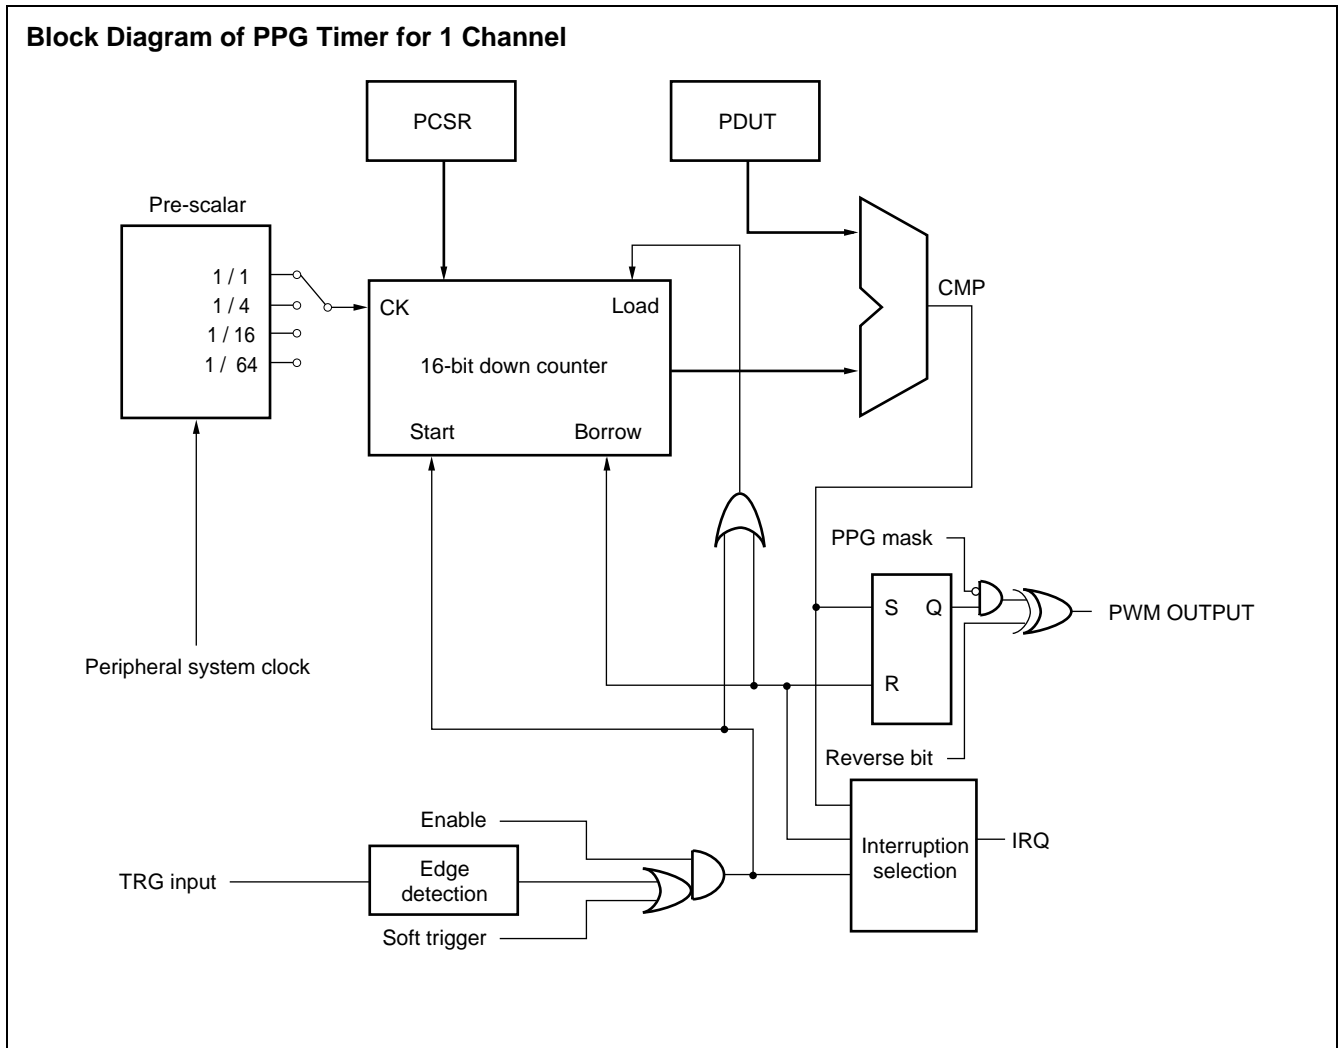 Block Diagram of PPG Timer for 1 Channel
PCSR
PDUT
Pre-scalar
1 / 1
1 / 4
1 / 16
1 / 64
CK
Load
16-bit down counter
Start
Borrow
CMP
PPG mask
S
Q
R
PWM OUTPUT
Peripheral system clock
Reverse bit
Enable
TRG input
Edge
detection
Soft trigger
Interruption
selection
IRQ